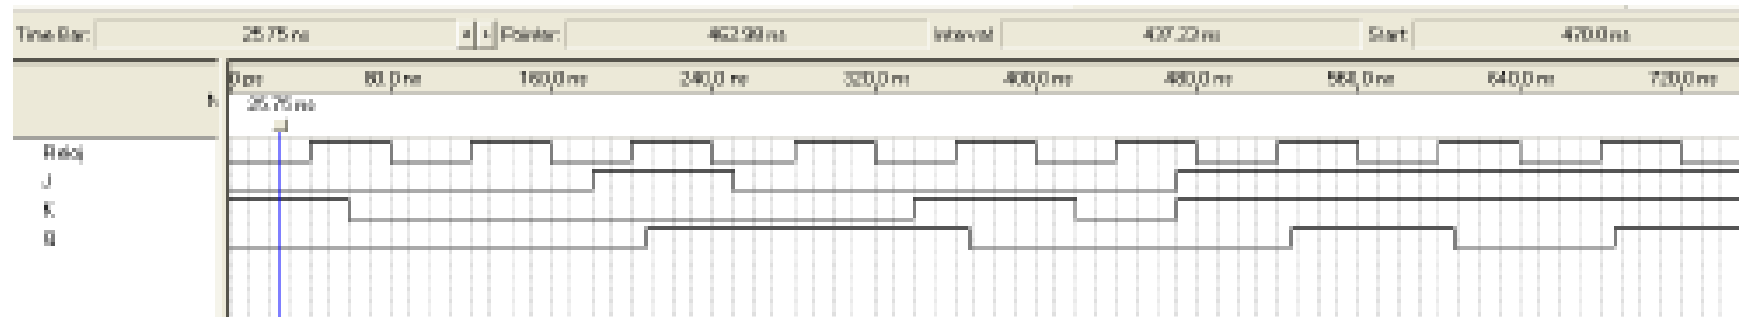 Time Bar: 25.75 ns Pointer: 462.98 ns Interval: 437.23 ns Start: 470.0 ns
0 ps 80.0 ns 160.0 ns 240.0 ns 320.0 ns 400.0 ns 480.0 ns 560.0 ns 640.0 ns 720.0 ns
25.75 ns
Reloj
J
K
Q